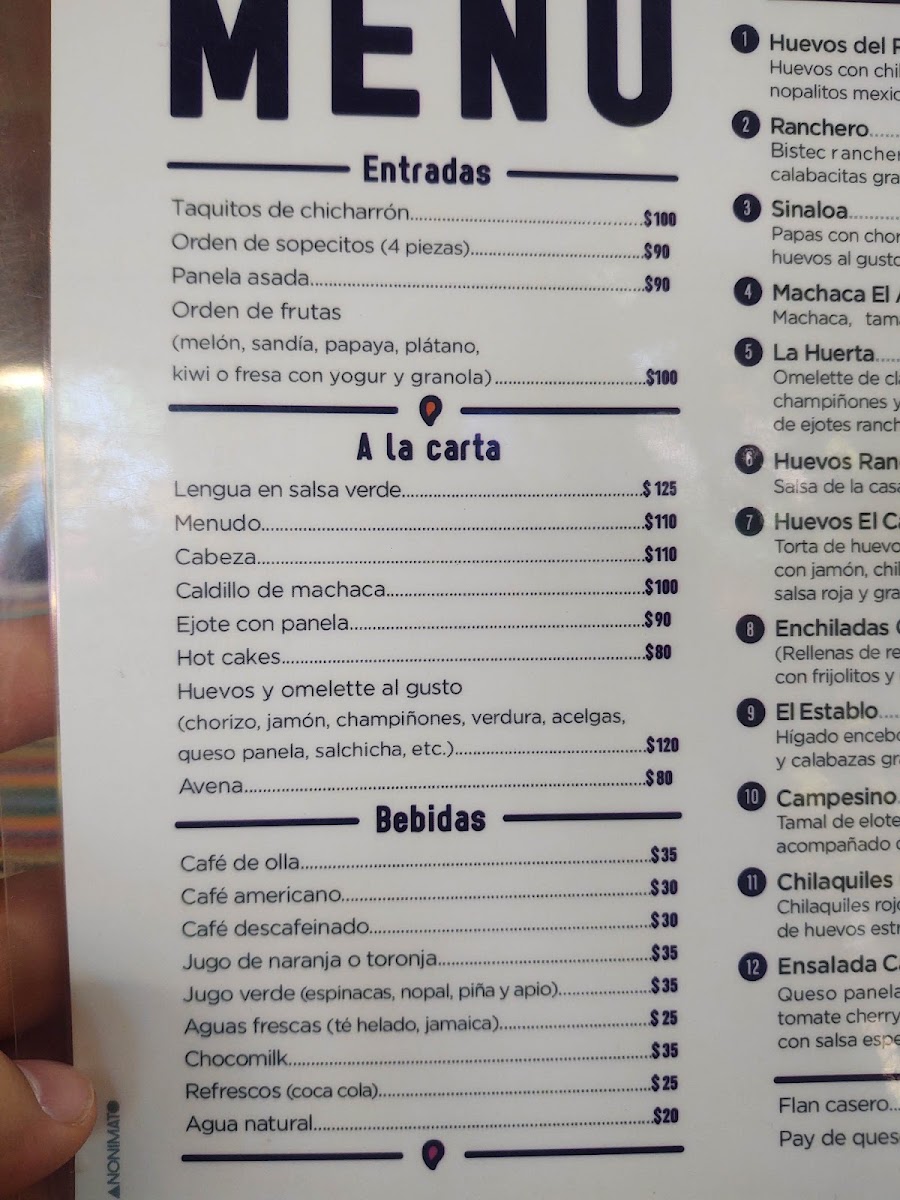 MENÚ
Entradas
Taquitos de chicharrón $100
Orden de sopecitos (4 piezas) $90
Panela asada $90
Orden de frutas
(melón, sandía, papaya, plátano,
kiwi o fresa con yogur y granola) $100
A la carta
Lengua en salsa verde $125
Menudo $110
Cabeza $110
Caldillo de machaca $100
Ejote con panela $90
Hot cakes $80
Huevos y omelette al gusto
(chorizo, jamón, champiñones, verdura, acelgas,
queso panela, salchicha, etc.) $120
Avena $80
Bebidas
Café de olla $35
Café americano $30
Café descafeinado $30
Jugo de naranja o toronja $35
Jugo verde (espinacas, nopal, piña y apio) $35
Aguas frescas (té helado, jamaica) $25
Chocomilk $35
Refrescos (coca cola) $25
Agua natural $20
ANONIMATO
1 Huevos del
Huevos con
nopalitos
2 Ranchero
Bistec
calabacitas
3 Sinaloa
Papas con
huevos al gusto
4 Machaca El
Machaca,
5 La Huerta
Omelette de
champiñones y
de ejotes
6 Huevos
Salsa de la casa
7 Huevos El
Torta de huevo
con jamón,
salsa roja y
8 Enchiladas
(Rellenas de
con frijolitos y
9 El Establo
Hígado
y calabazas
10 Campesino
Tamal de elote
acompañado
11 Chilaquiles
Chilaquiles
de huevos
12 Ensalada
Queso panela
tomate cherry
con salsa
Flan casero
Pay de